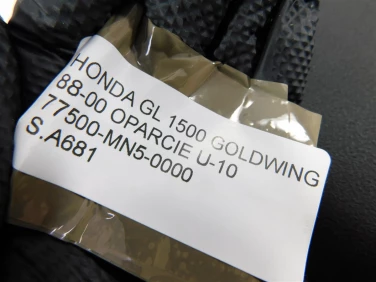 HONDA GL 1500 GOLDWING
88-00 OPARCIE U-10
77500-MN5-0000
S.A681